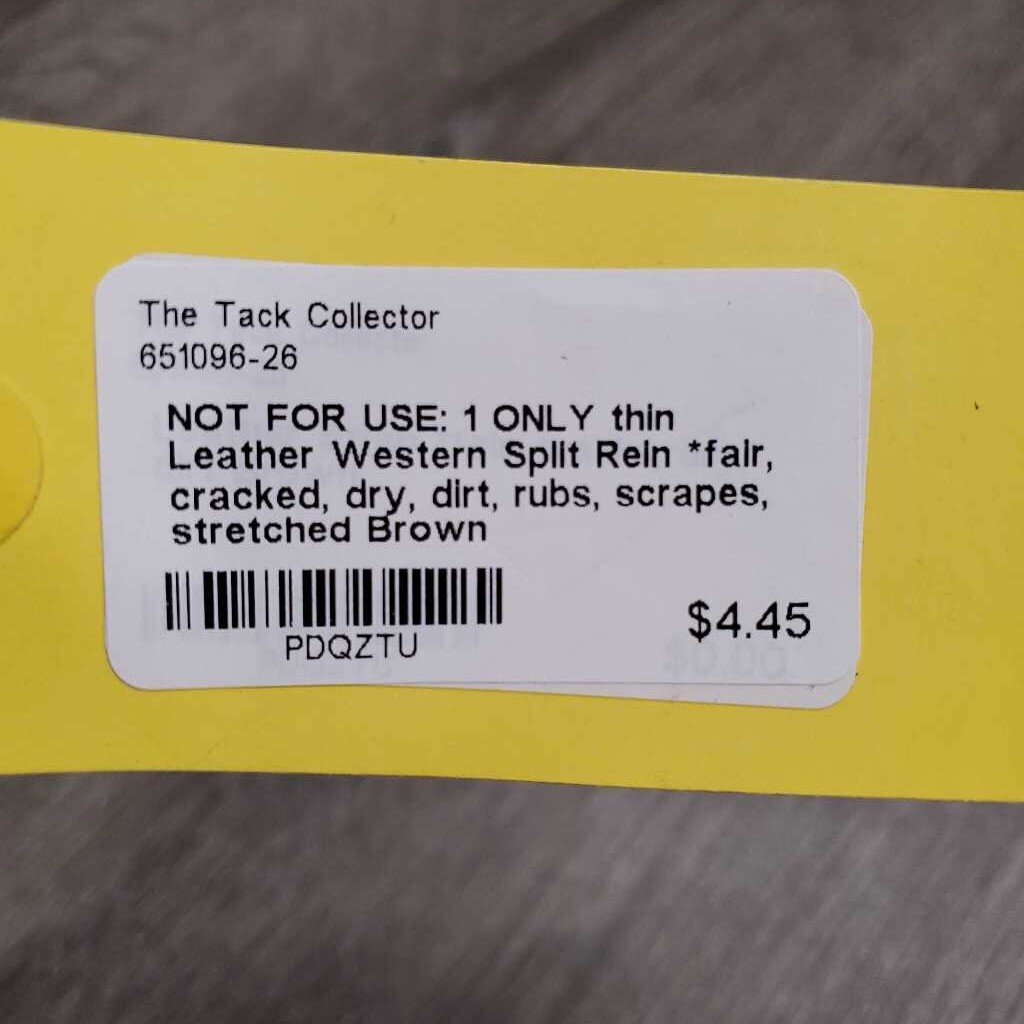 The Tack Collector
651096-26
NOT FOR USE: 1 ONLY thin
Leather Western Split Rein *fair,
cracked, dry, dirt, rubs, scrapes,
stretched Brown
PDQZTU
$4.45